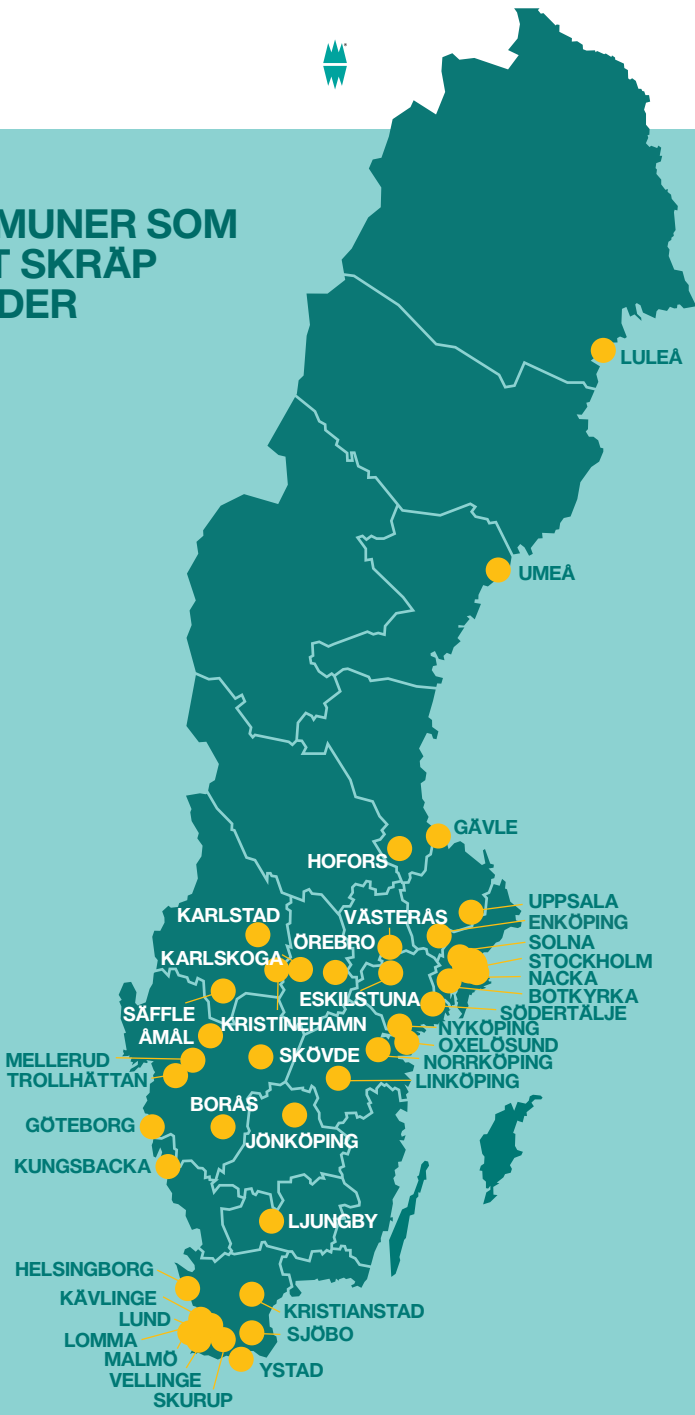 MUNER SOM
T SKRÄP
DER
LULEÅ
UMEÅ
GÄVLE
HOFORS
UPPSALA
KARLSTAD
VÄSTERÅS
ENKÖPING
ÖREBRO
SOLNA
KARLSKOGA
STOCKHOLM
NACKA
ESKILSTUNA
BOTKYRKA
SÄFFLE
SÖDERTÄLJE
KRISTINEHAMN
NYKÖPING
ÅMÅL
OXELÖSUND
MELLERUD
SKÖVDE
NORRKÖPING
TROLLHÄTTAN
LINKÖPING
BORÅS
GÖTEBORG
JÖNKÖPING
KUNGSBACKA
LJUNGBY
HELSINGBORG
KÄVLINGE
KRISTIANSTAD
LUND
SJÖBO
LOMMA
MALMÖ
YSTAD
VELLINGE
SKURUP